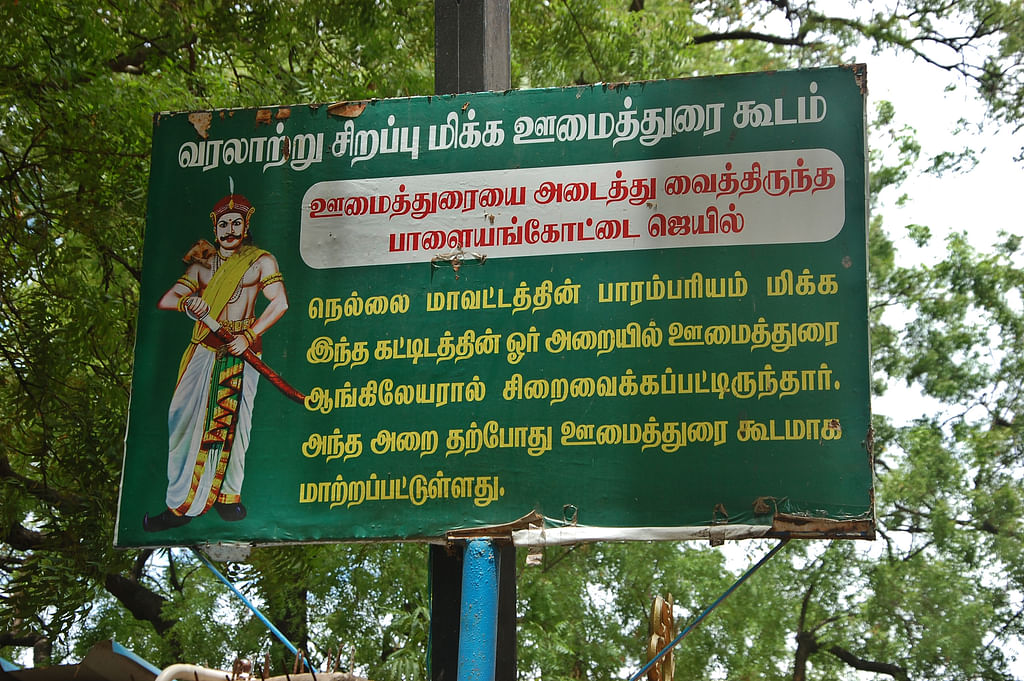 வரலாற்று சிறப்பு மிக்க ஊமைத்துரை கூடம்
ஊமைத்துரையை அடைத்து வைத்திருந்த
பாளையங்கோட்டை ஜெயில்
நெல்லை மாவட்டத்தின் பாரம்பரியம் மிக்க
இந்த கட்டிடத்தின் ஓர் அறையில் ஊமைத்துரை
ஆங்கிலேயரால் சிறைவைக்கப்பட்டிருந்தார்.
அந்த அறை தற்போது ஊமைத்துரை கூடமாக
மாற்றப்பட்டுள்ளது.